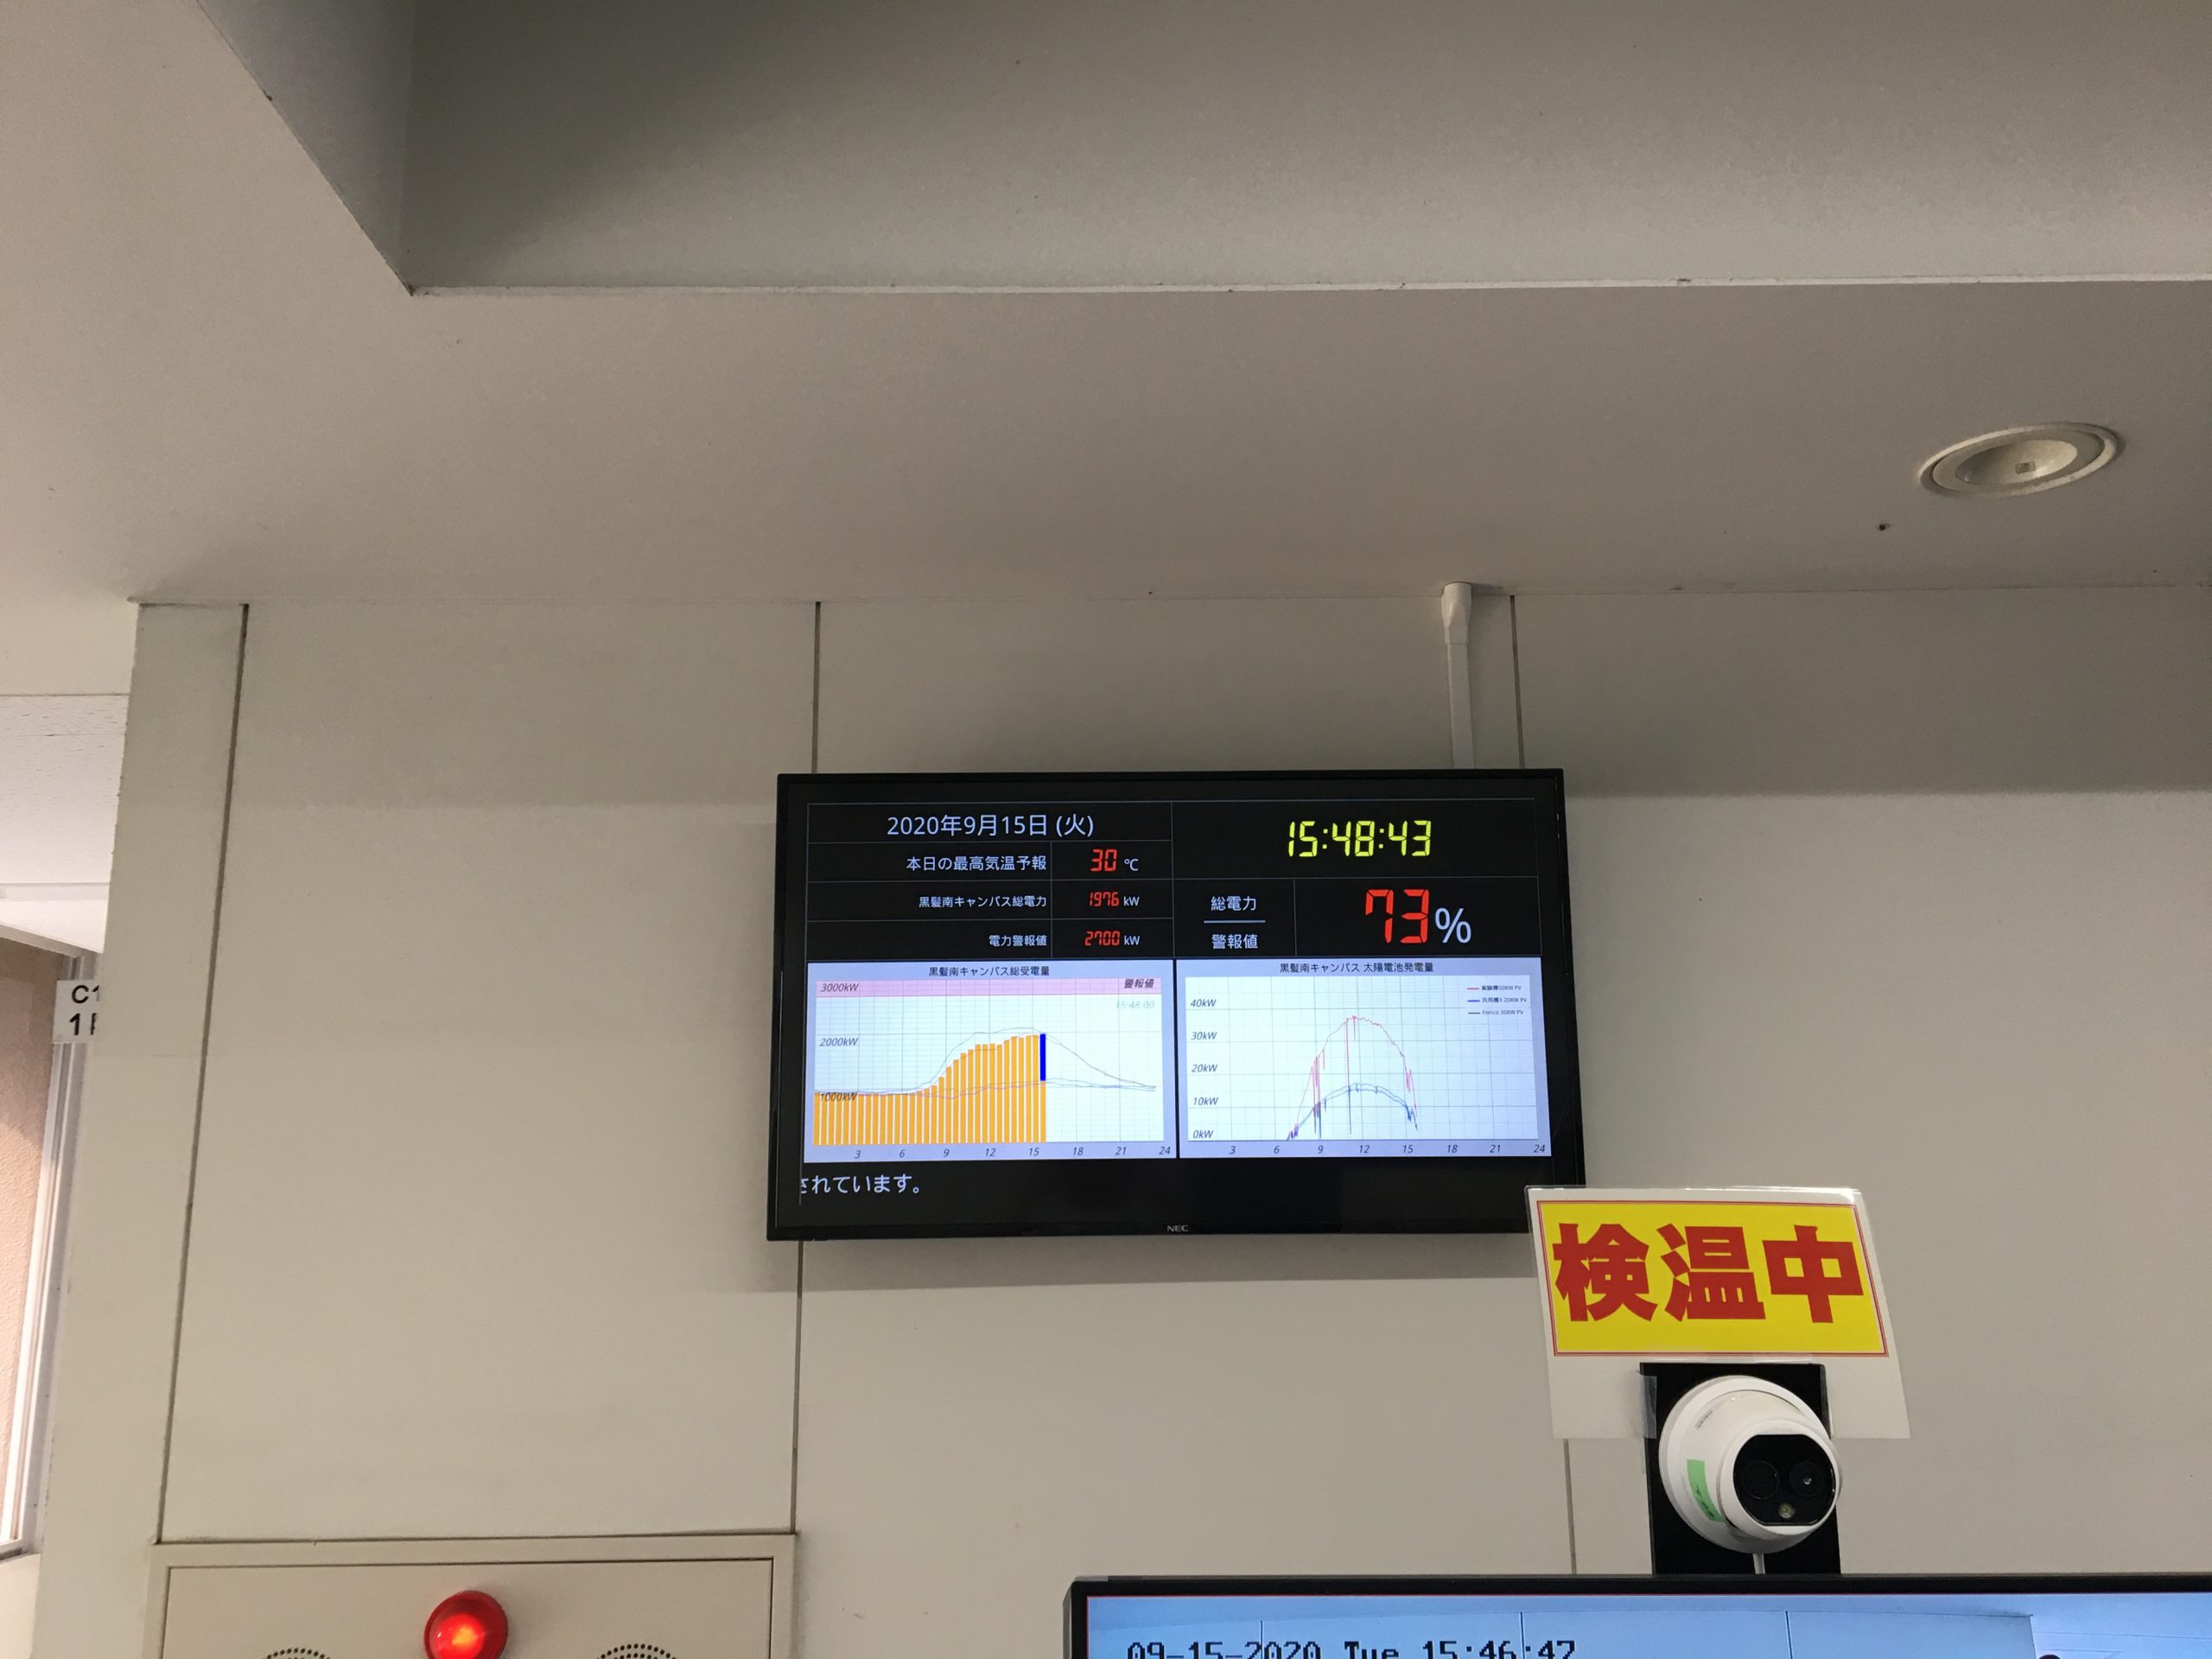 2020年9月15日 (火)
15:48:43
本日の最高気温予報 30 ℃
黒髪南キャンパス総電力 1976 kW
電力警報値 2700 kW
総電力
警報値
73%
黒髪南キャンパス総受電量
3000kW 警報値
15:48:00
2000kW
1000kW
3 6 9 12 15 18 21 24
黒髪南キャンパス 太陽電池発電量
40kW
30kW
20kW
10kW
0kW
3 6 9 12 15 18 21 24
されています。
NEC
C1
1
検温中
09-15-2020 Tue 15:46:47